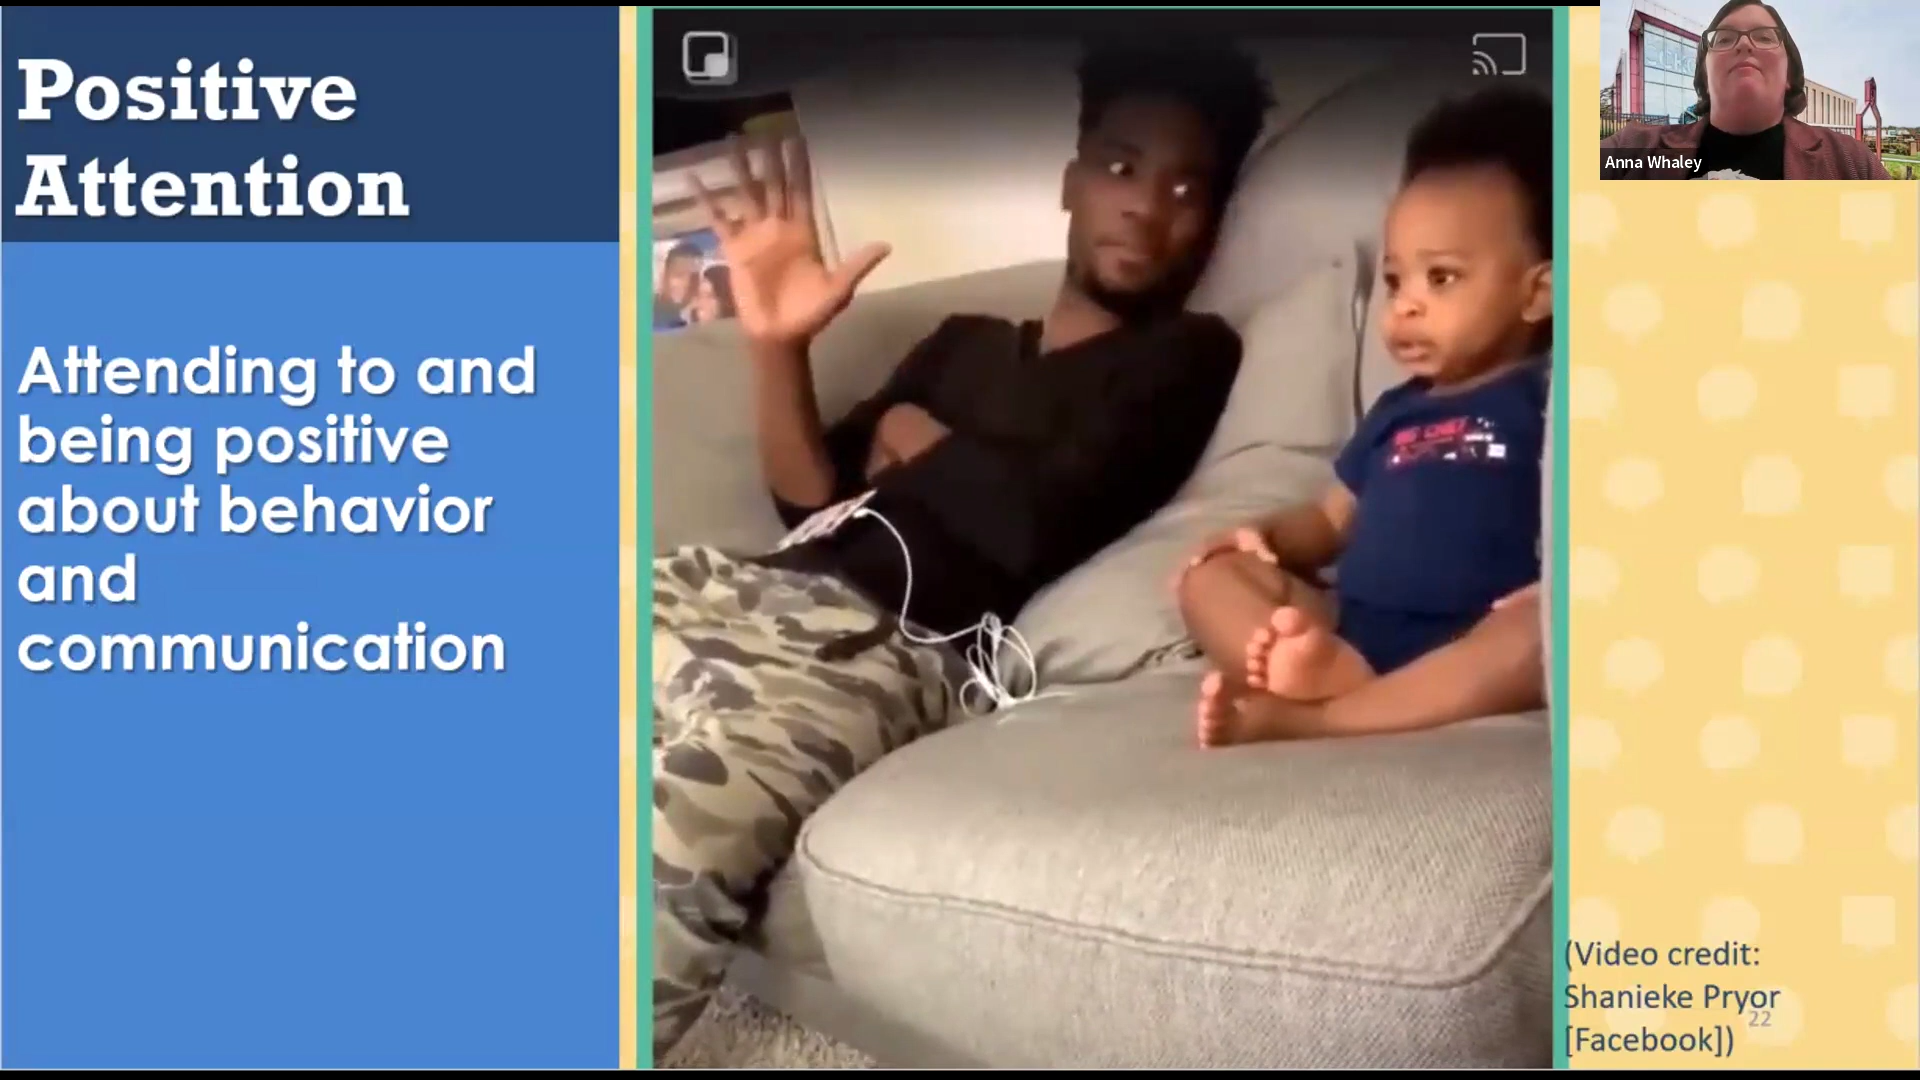 Positive
Attention
Attending to and
being positive
about behavior
and
communication
Anna Whaley
(Video credit:
Shanieke Pryor
[Facebook])
22